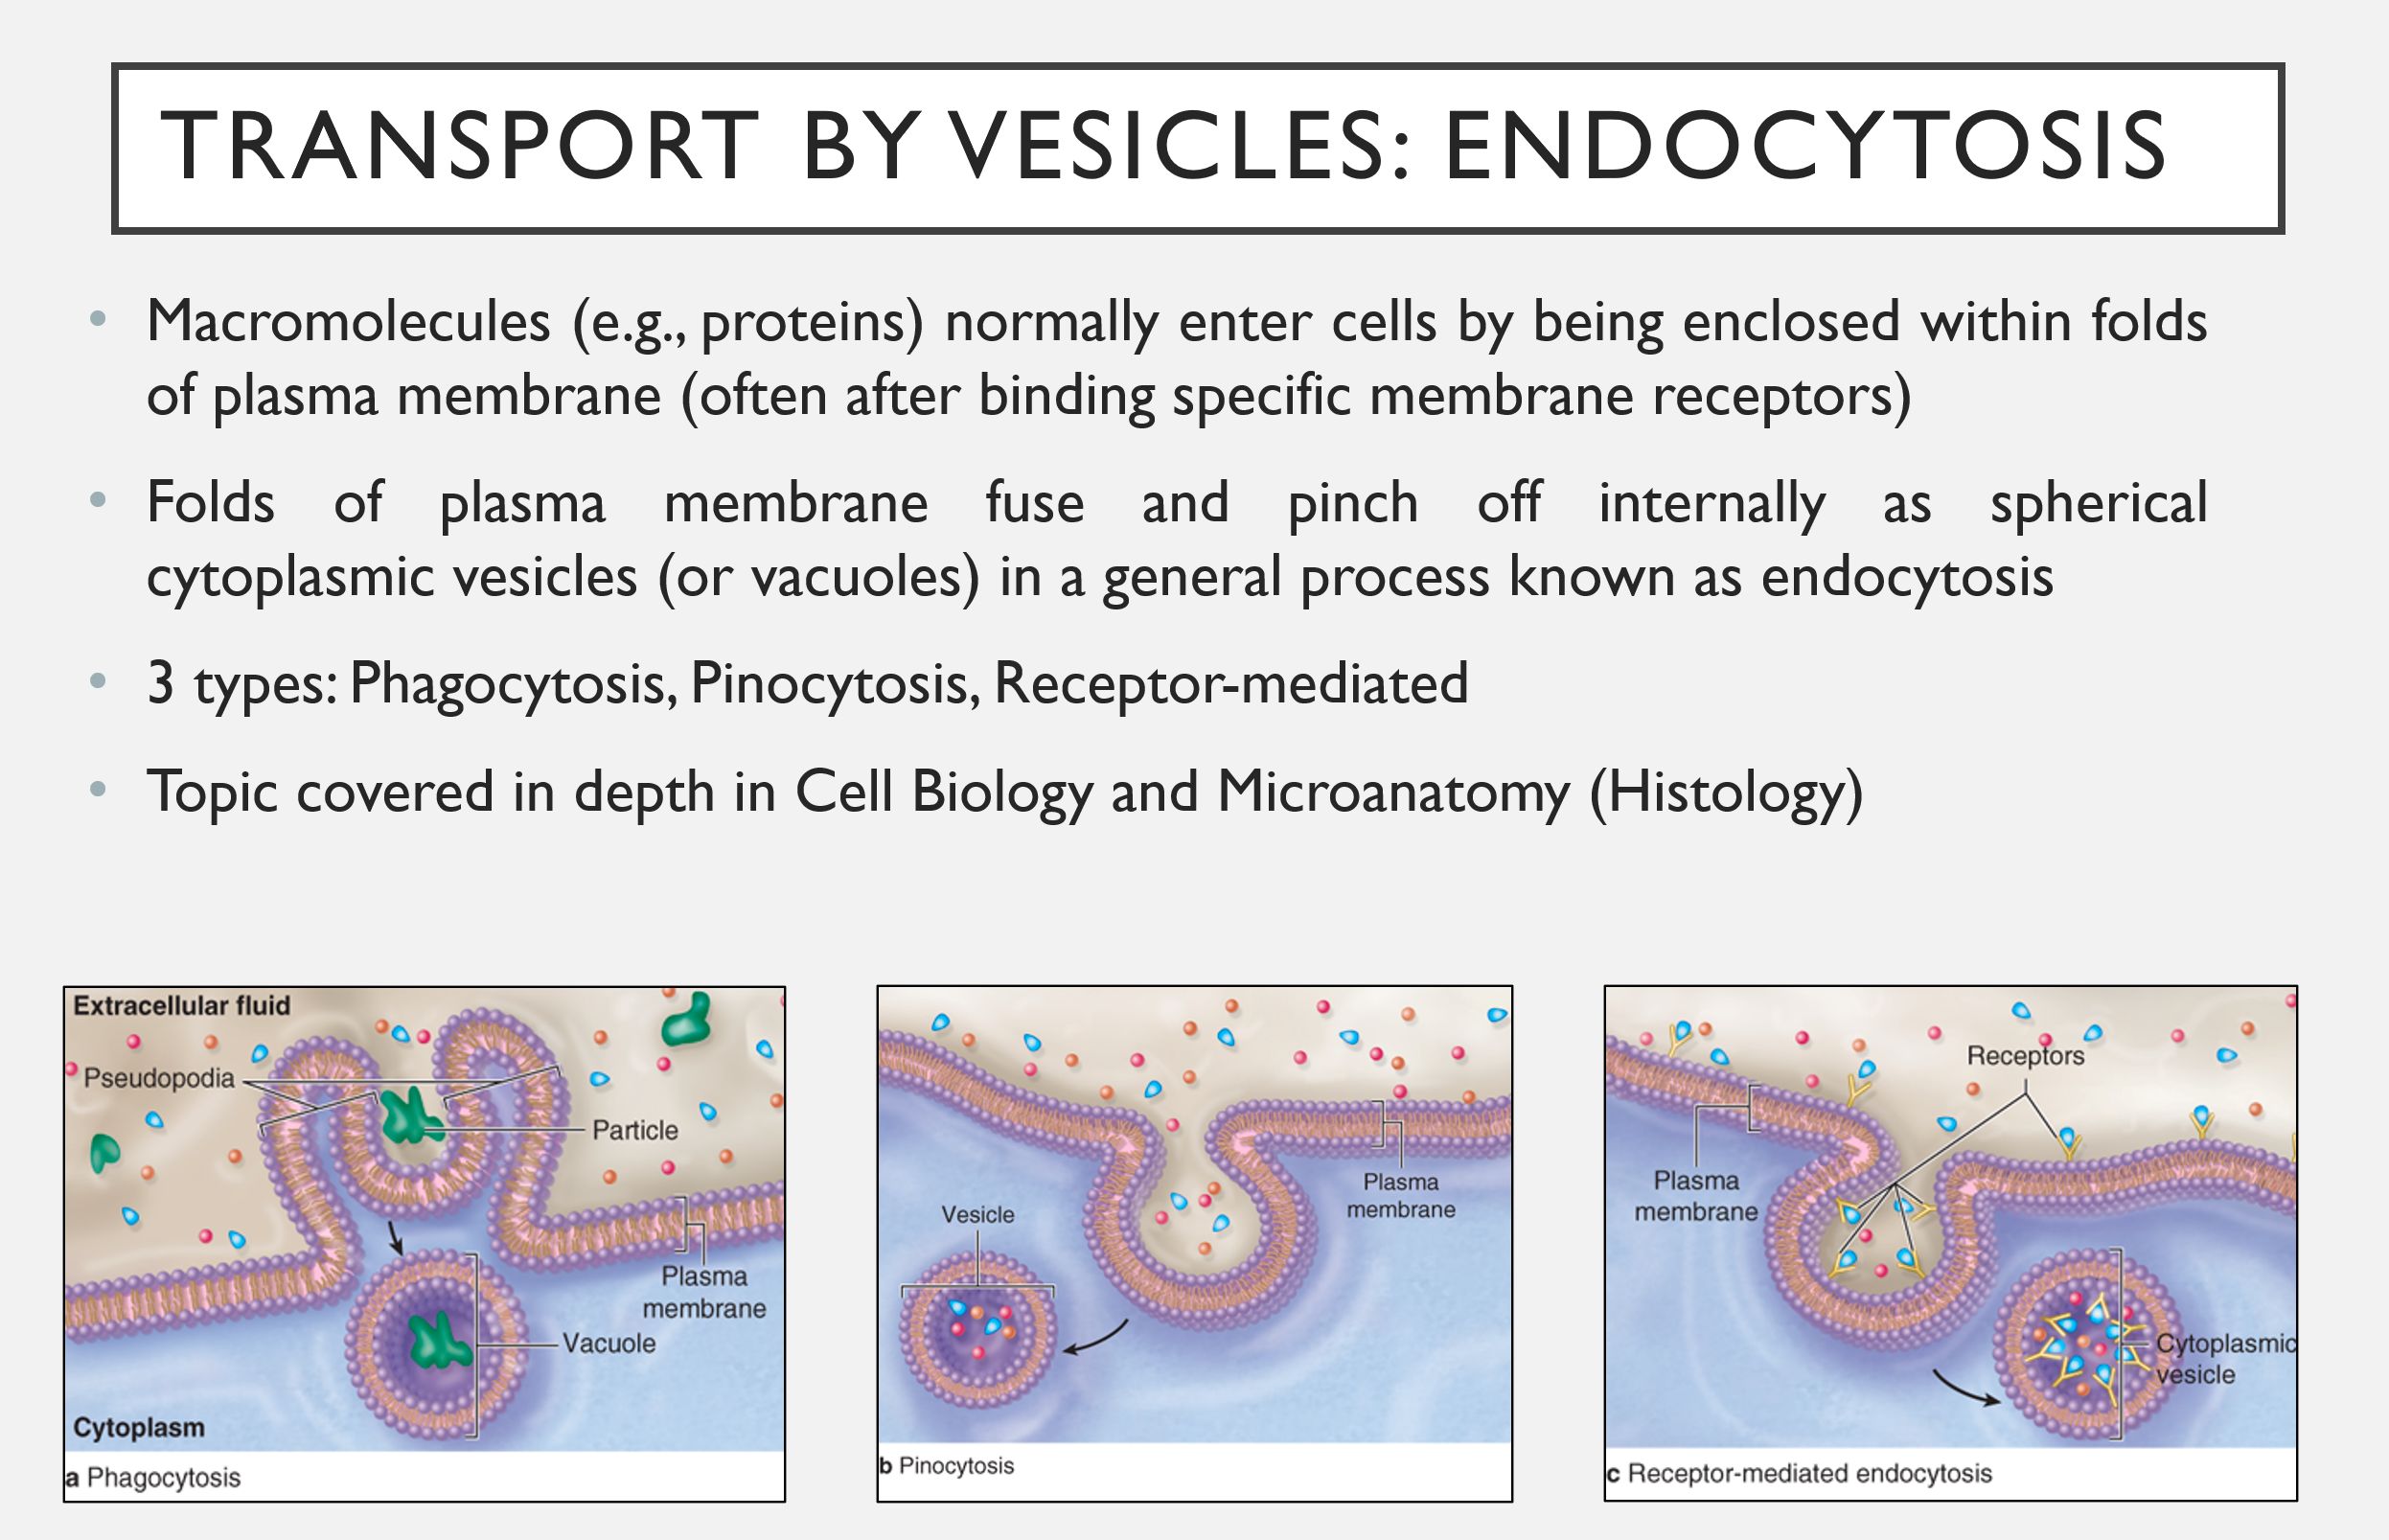 TRANSPORT BY VESICLES: ENDOCYTOSIS
• Macromolecules (e.g., proteins) normally enter cells by being enclosed within folds
of plasma membrane (often after binding specific membrane receptors)
• Folds of plasma membrane fuse and pinch off internally as spherical
cytoplasmic vesicles (or vacuoles) in a general process known as endocytosis
• 3 types: Phagocytosis, Pinocytosis, Receptor-mediated
• Topic covered in depth in Cell Biology and Microanatomy (Histology)
Extracellular fluid
Pseudopodia
Particle
Plasma
membrane
Vacuole
Cytoplasm
a Phagocytosis
Plasma
membrane
Vesicle
b Pinocytosis
Receptors
Plasma
membrane
Cytoplasmic
vesicle
c Receptor-mediated endocytosis